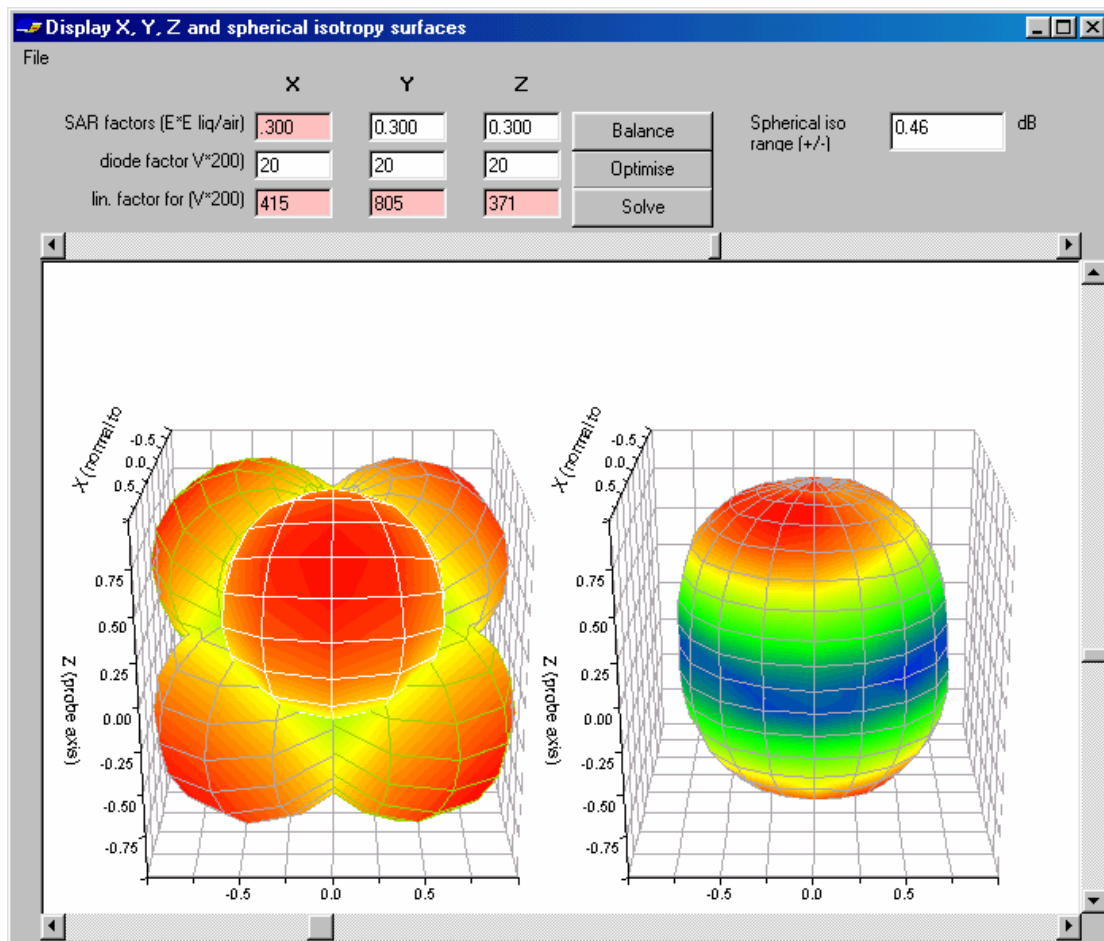 Display X, Y, Z and spherical isotropy surfaces
File
X Y Z
SAR factors (E*E liq/air) .300 0.300 0.300 Balance Spherical iso range (+/-) 0.46 dB
diode factor V*200) 20 20 20 Optimise
lin. factor for (V*200) 415 805 371 Solve
X (normal to
-0.5
0.0
0.5
0.75
0.50
0.25
0.00
-0.25
-0.50
-0.75
Z (probe axis)
-0.5 0.0 0.5
X (normal to
-0.5
0.0
0.5
0.75
0.50
0.25
0.00
-0.25
-0.50
-0.75
Z (probe axis)
-0.5 0.0 0.5